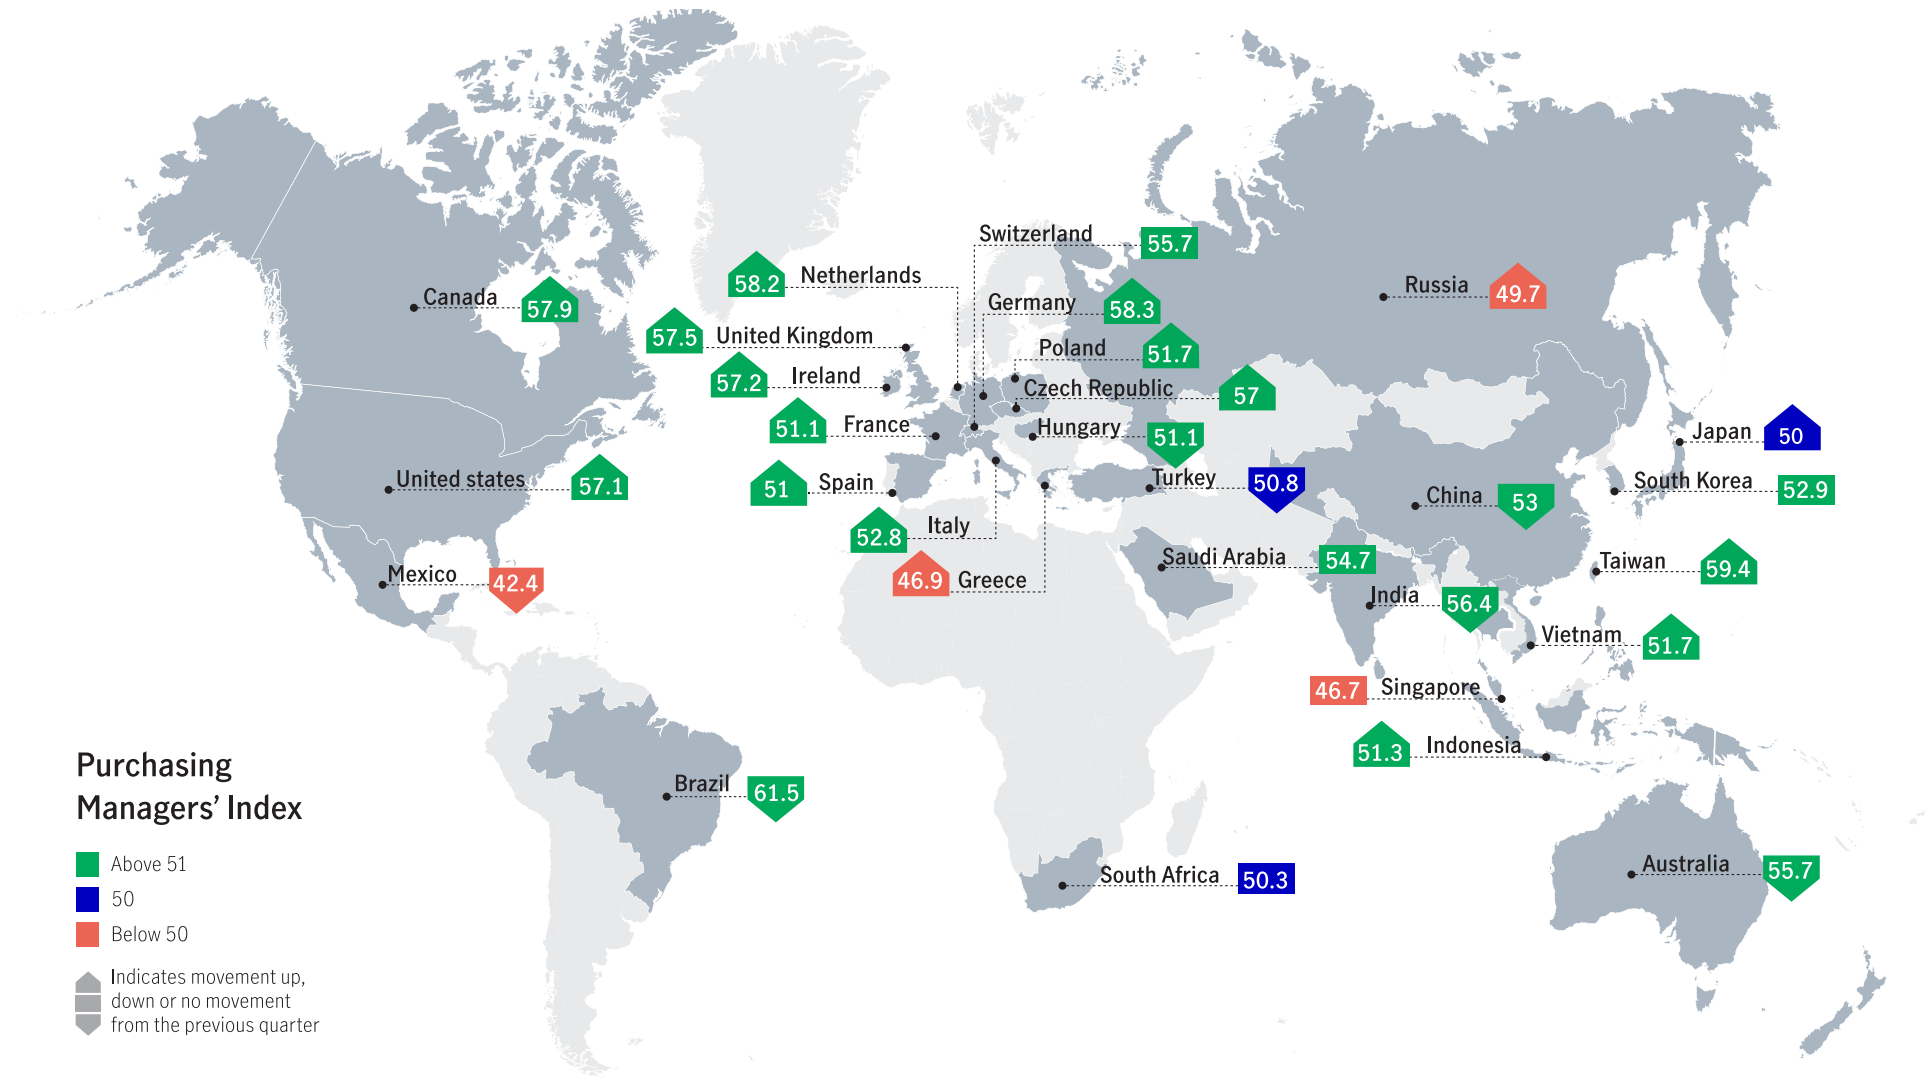 Switzerland 55.7
58.2 Netherlands
Canada 57.9
Germany 58.3
Russia 49.7
57.5 United Kingdom
Poland 51.7
57.2 Ireland
Czech Republic 57
51.1 France
Hungary 51.1
Japan 50
United states 57.1
51 Spain
Turkey 50.8
China 53
South Korea 52.9
52.8 Italy
Saudi Arabia 54.7
Taiwan 59.4
Mexico 42.4
46.9 Greece
India 56.4
Vietnam 51.7
46.7 Singapore
51.3 Indonesia
Brazil 61.5
South Africa 50.3
Australia 55.7
Purchasing
Managers’ Index
Above 51
50
Below 50
Indicates movement up,
down or no movement
from the previous quarter